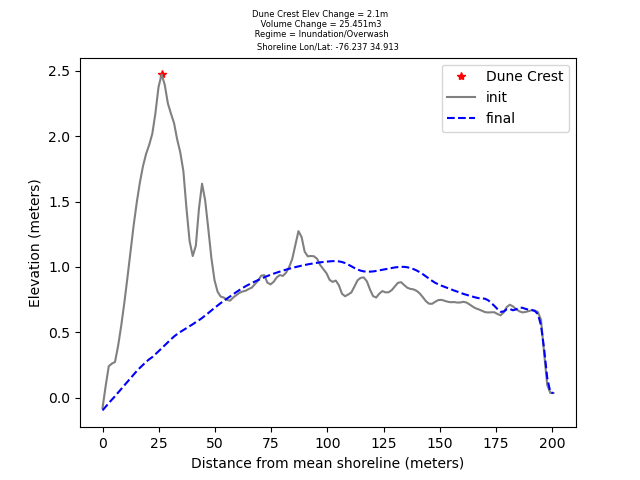 Dune Crest Elev Change = 2.1m
Volume Change = 25.451m3
Regime = Inundation/Overwash
Shoreline Lon/Lat: -76.237 34.913
Dune Crest
init
final
Elevation (meters)
2.5
2.0
1.5
1.0
0.5
0.0
0 25 50 75 100 125 150 175 200
Distance from mean shoreline (meters)